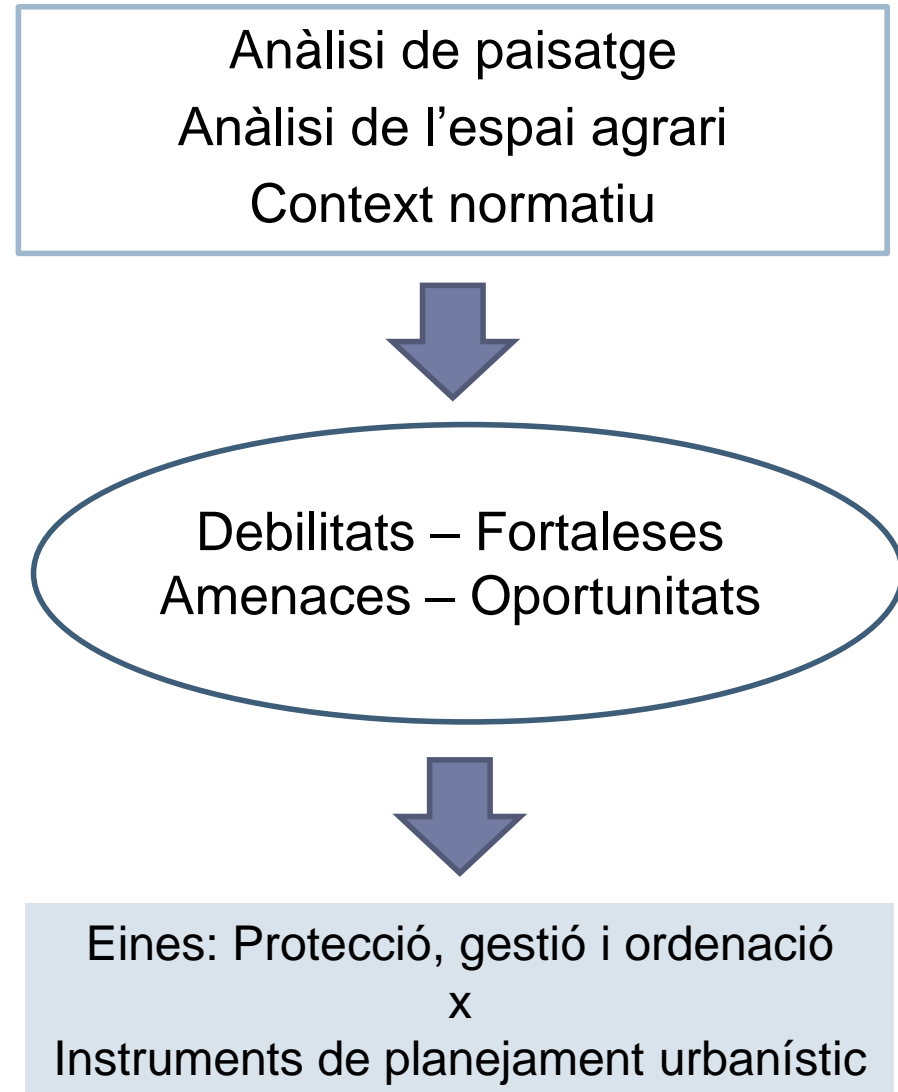 Anàlisi de paisatge
Anàlisi de l’espai agrari
Context normatiu
Debilitats – Fortaleses
Amenaces – Oportunitats
Eines: Protecció, gestió i ordenació
x
Instruments de planejament urbanístic